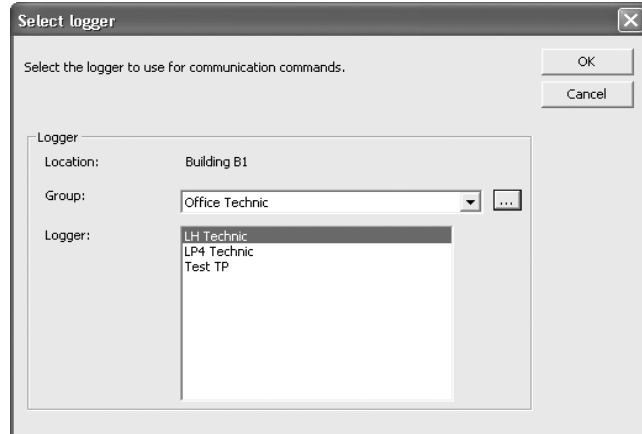 Select logger
Select the logger to use for communication commands.
OK
Cancel
Logger
Location: Building B1
Group: Office Technic ...
Logger: LH Technic
LP4 Technic
Test TP